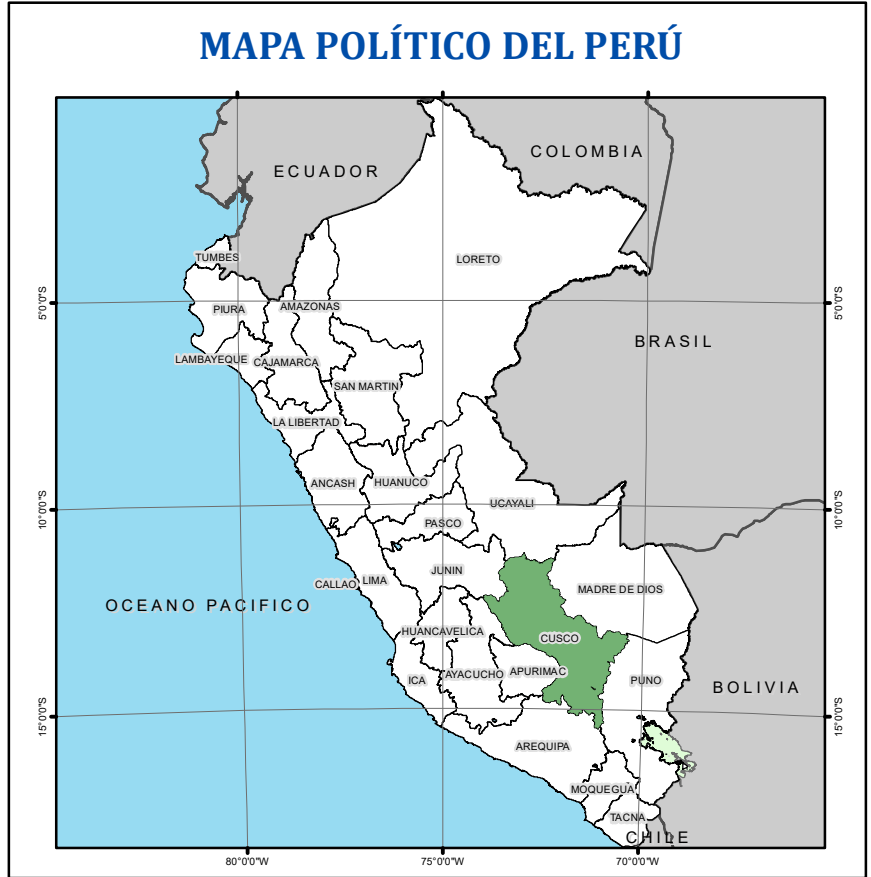 MAPA POLÍTICO DEL PERÚ
ECUADOR
COLOMBIA
TUMBES
LORETO
5°0'0"S
5°0'0"S
PIURA
AMAZONAS
BRASIL
LAMBAYEQUE
CAJAMARCA
SAN MARTIN
LA LIBERTAD
ANCASH
HUANUCO
UCAYALI
10°0'0"S
10°0'0"S
PASCO
JUNIN
CALLAO
LIMA
MADRE DE DIOS
OCEANO PACIFICO
HUANCAVELICA
CUSCO
ICA
AYACUCHO
APURIMAC
PUNO
BOLIVIA
15°0'0"S
15°0'0"S
AREQUIPA
MOQUEGUA
TACNA
CHILE
80°0'0"W
75°0'0"W
70°0'0"W